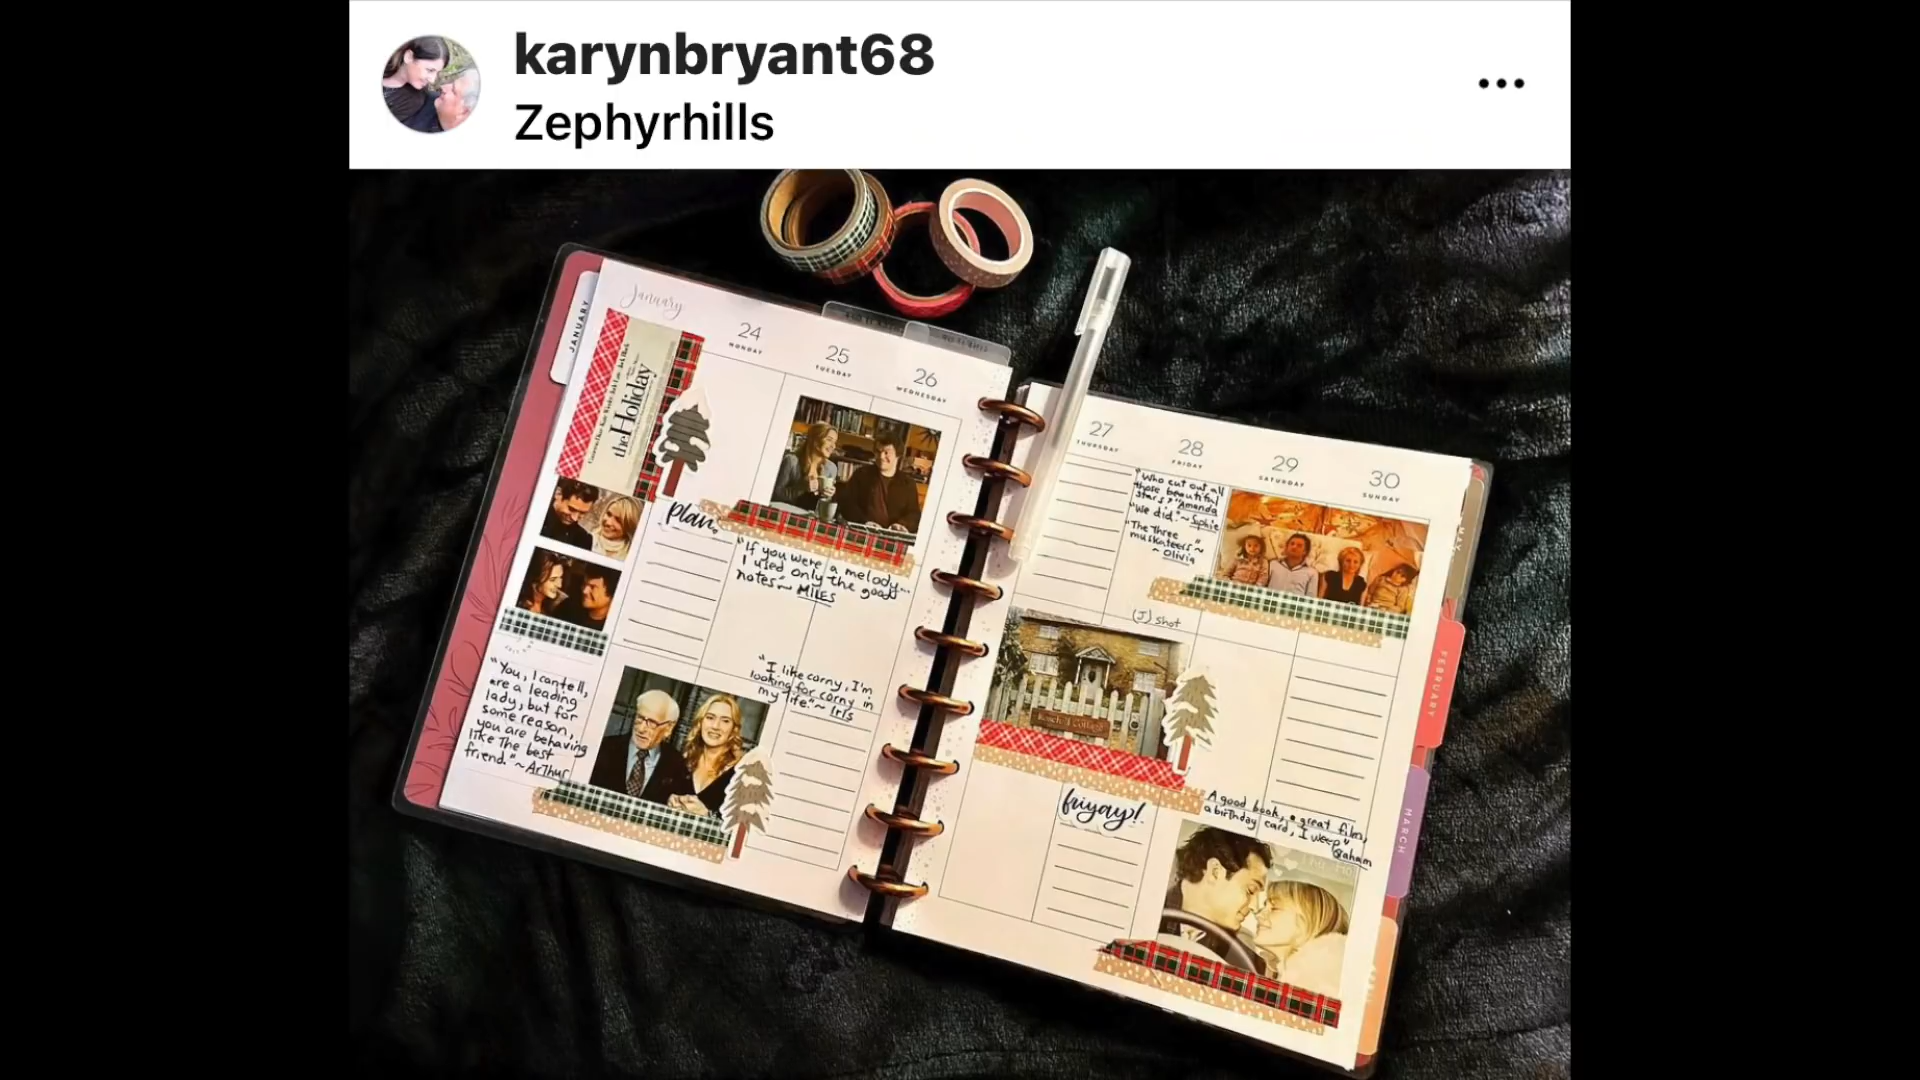 karynbryant68
Zephyrhills
January
JANUARY
24
MONDAY
25
TUESDAY
26
WEDNESDAY
the Holiday
plan
"If you were a melody...
I used only the good
notes" ~ MILES
"You, I can tell,
are a leading
lady, but for
some reason,
you are behaving
like the best
friend." ~ Arthur
"I like corny, I'm
looking for corny in
my life." ~ Iris
27
THURSDAY
28
FRIDAY
29
SATURDAY
30
SUNDAY
"Who cut out all
those beautiful
stars?" Amanda
"We did." ~ Sophie
"The three
muskateers" ~
~ Olivia
(J) shot
friyay!
A good book, a great film,
a birthday card, I weep"
Graham
MAY
FEBRUARY
MARCH